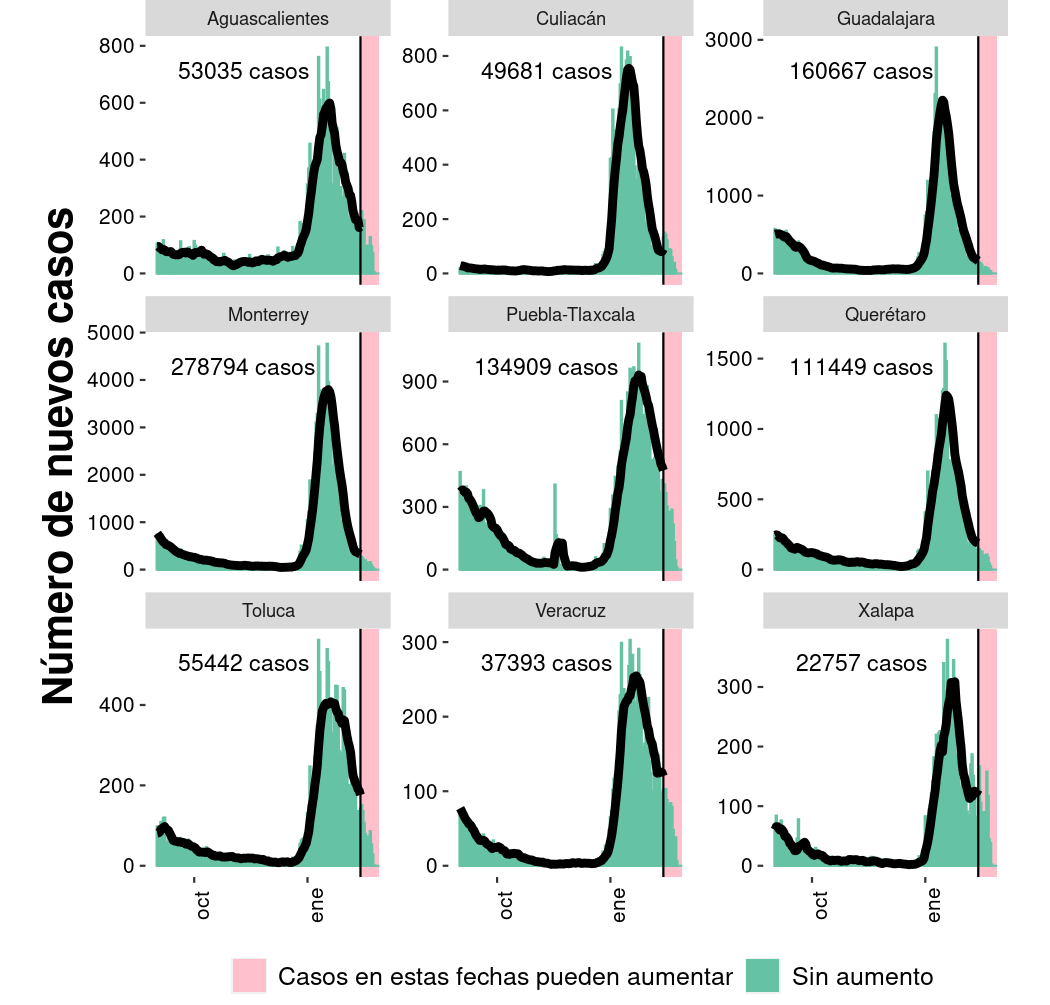 Aguascalientes
Culiacán
Guadalajara
800
600
400
200
0
53035 casos
800
600
400
200
0
49681 casos
3000
2000
1000
0
160667 casos
Número de nuevos casos
Monterrey
Puebla-Tlaxcala
Querétaro
5000
4000
3000
2000
1000
0
278794 casos
900
600
300
0
134909 casos
1500
1000
500
0
111449 casos
Toluca
Veracruz
Xalapa
400
200
0
55442 casos
300
200
100
0
37393 casos
300
200
100
0
22757 casos
oct
ene
oct
ene
oct
ene
Casos en estas fechas pueden aumentar
Sin aumento